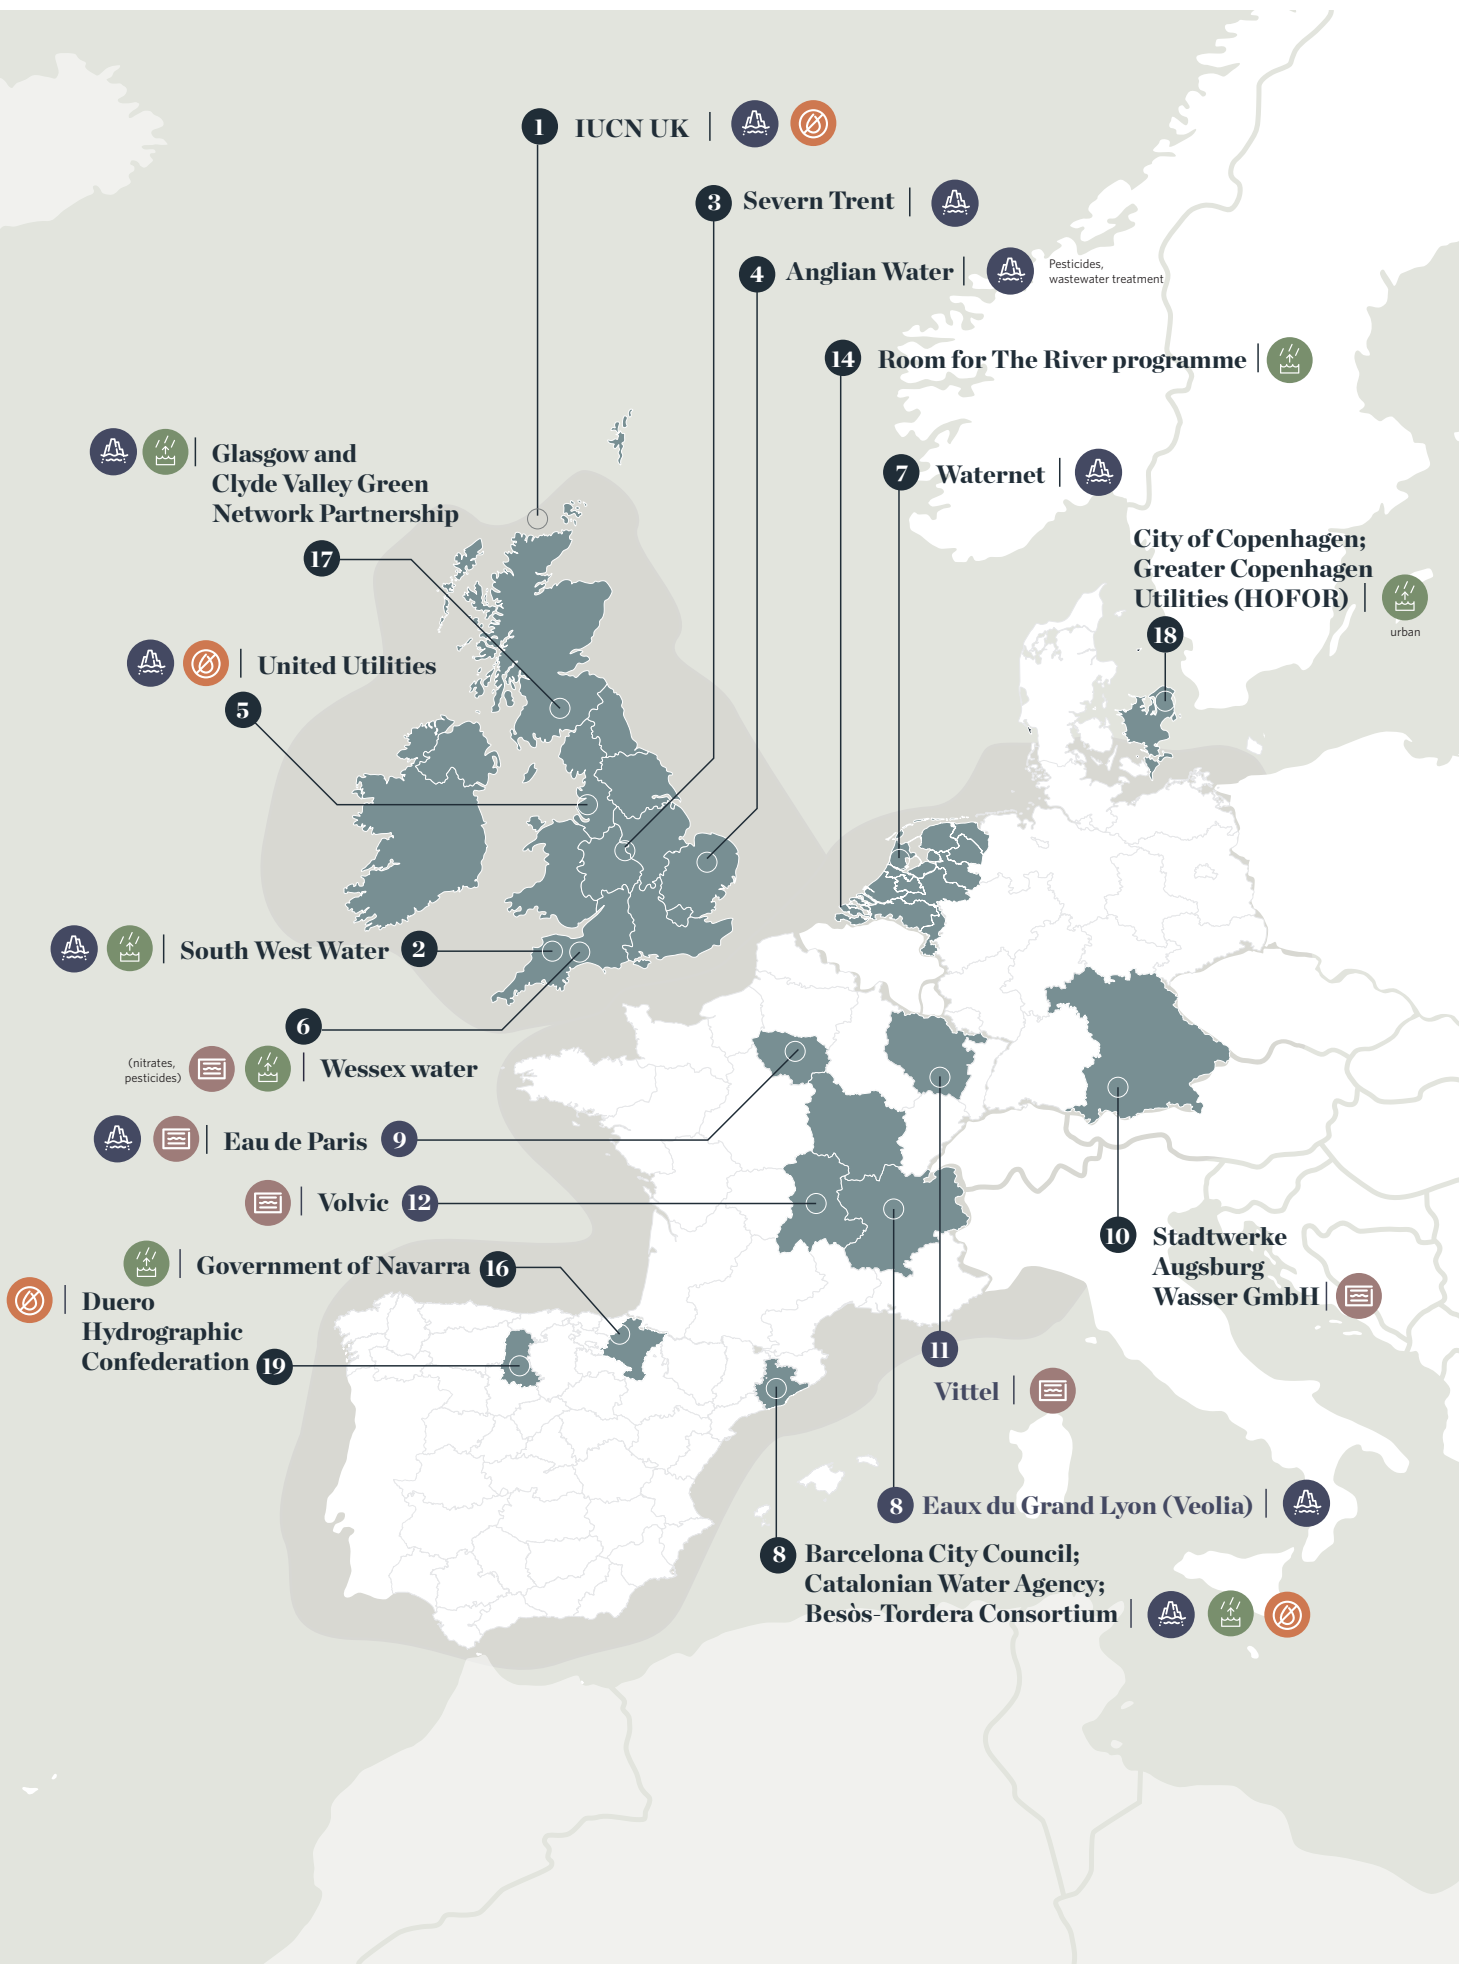 1 IUCN UK
3 Severn Trent
4 Anglian Water
Pesticides,
wastewater treatment
14 Room for The River programme
Glasgow and
Clyde Valley Green
Network Partnership
17
7 Waternet
City of Copenhagen;
Greater Copenhagen
Utilities (HOFOR)
urban
18
United Utilities
5
South West Water 2
6
(nitrates,
pesticides)
Wessex water
Eau de Paris 9
Volvic 12
Government of Navarra 16
Duero
Hydrographic
Confederation 19
10 Stadtwerke
Augsburg
Wasser GmbH
11
Vittel
8 Eaux du Grand Lyon (Veolia)
8 Barcelona City Council;
Catalonian Water Agency;
Besòs-Tordera Consortium